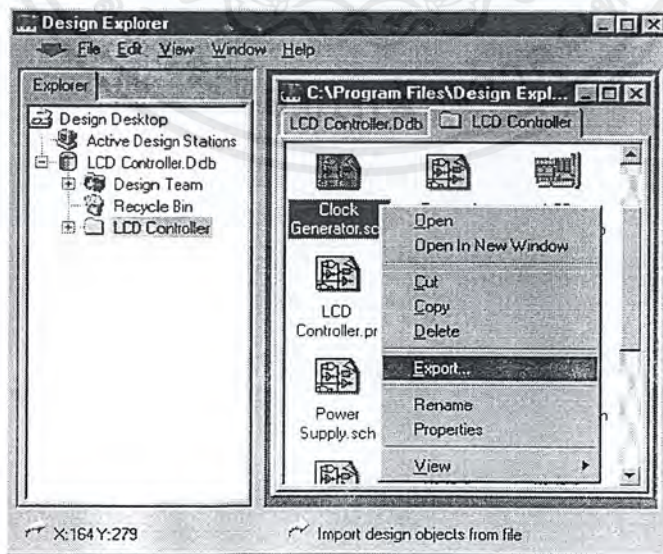 Design Explorer
File Edit View Window Help
Explorer
Design Desktop
Active Design Stations
LCD Controller.Ddb
Design Team
Recycle Bin
LCD Controller
C:\Program Files\Design Expl...
LCD Controller.Ddb LCD Controller
Clock
Generator.sc
LCD
Controller.pr
Power
Supply.sch
Open
Open In New Window
Cut
Copy
Delete
Export...
Rename
Properties
View
X:164 Y:279
Import design objects from file